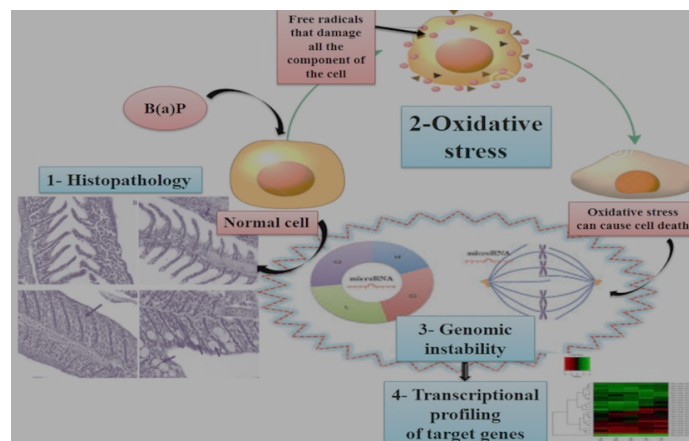 Free radicals
that damage
all the
component of
the cell
B(a)P
2-Oxidative
stress
1- Histopathology
Normal cell
Oxidative stress
can cause cell death
microRNA
microRNA
3- Genomic
instability
4- Transcriptional
profiling
of target genes